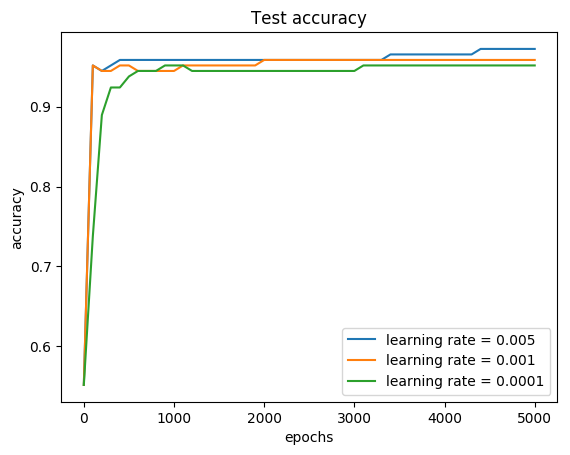 Test accuracy
accuracy
0.9
0.8
0.7
0.6
learning rate = 0.005
learning rate = 0.001
learning rate = 0.0001
0 1000 2000 3000 4000 5000
epochs